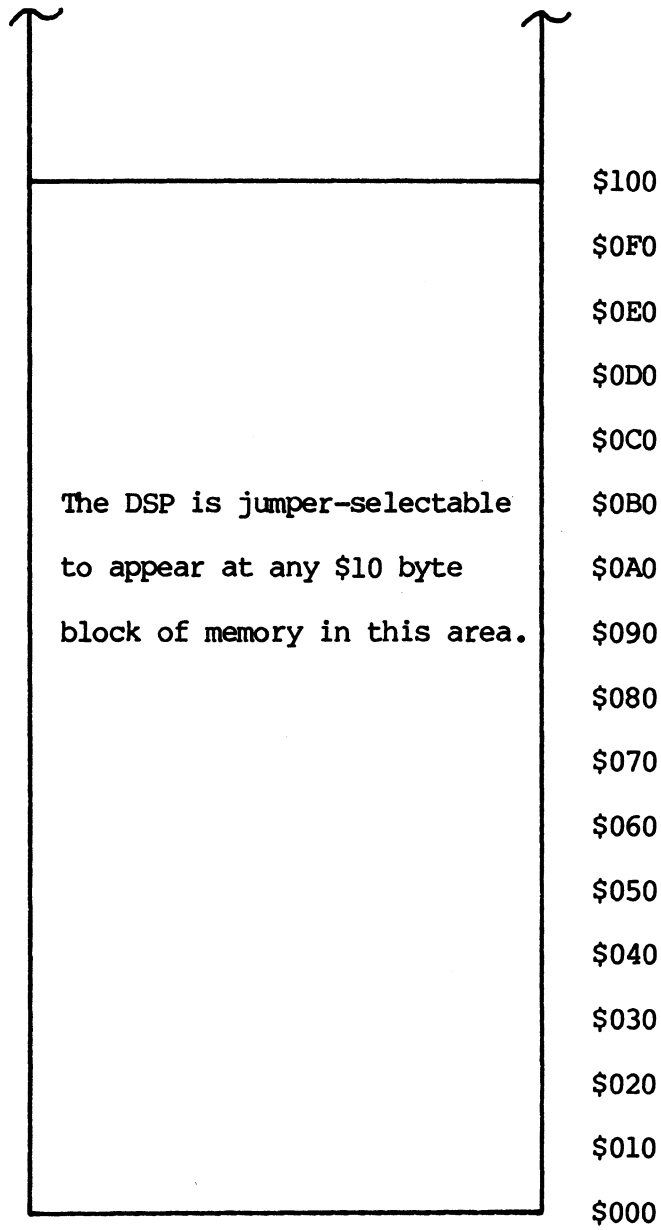 $100
$0F0
$0E0
$0D0
$0C0
The DSP is jumper-selectable $0B0
to appear at any $10 byte $0A0
block of memory in this area. $090
$080
$070
$060
$050
$040
$030
$020
$010
$000